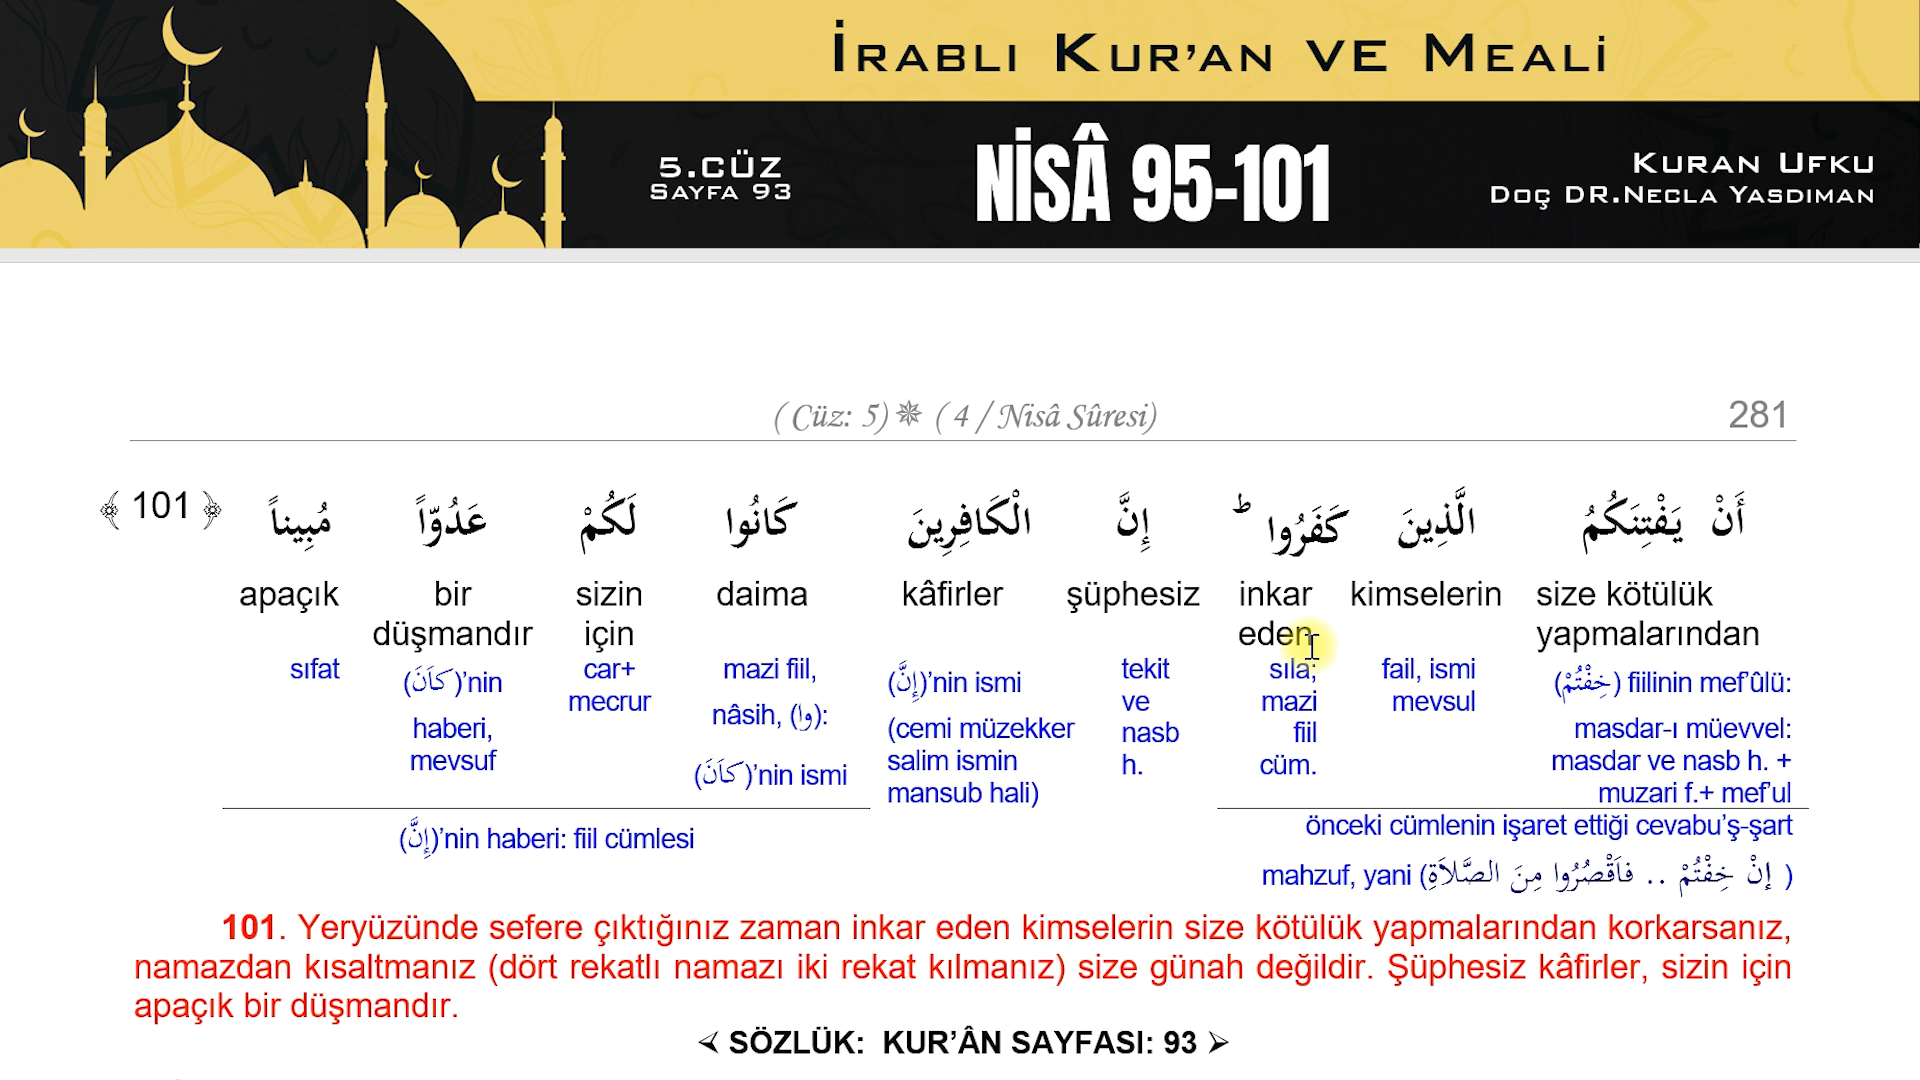 İRABLI KUR’AN VE MEALİ
5.CÜZ
SAYFA 93
NİSÂ 95-101
KURAN UFKU
DOÇ DR.NECLA YASDIMAN
( Cüz: 5) ❋ ( 4 / Nisâ Sûresi)
281
أَنْ يَفْتِنَكُمُ الَّذِينَ كَفَرُوا ۜ إِنَّ الْكَافِرِينَ كَانُوا لَكُمْ عَدُوّاً مُبِيناً ﴿ 101 ﴾
size kötülük yapmalarından
kimselerin
inkar eden
şüphesiz
kâfirler
daima
sizin için
bir düşmandır
apaçık
(خِفْتُمْ) fiilinin mef’ûlü:
masdar-ı müevvel:
masdar ve nasb h. +
muzari f.+ mef’ul
fail, ismi
mevsul
sıla;
mazi
fiil
cüm.
tekit
ve
nasb
h.
(إِنَّ)’nin ismi
(cemi müzekker
salim ismin
mansub hali)
mazi fiil,
nâsih, (وا):
(كَانَ)’nin ismi
car+
mecrur
(كَانَ)’nin
haberi,
mevsuf
sıfat
önceki cümlenin işaret ettiği cevabu’ş-şart
mahzuf, yani (إِنْ خِفْتُمْ .. فَاَقْصُرُوا مِنَ الصَّلاَةِ )
(إِنَّ)’nin haberi: fiil cümlesi
101. Yeryüzünde sefere çıktığınız zaman inkar eden kimselerin size kötülük yapmalarından korkarsanız,
namazdan kısaltmanız (dört rekatlı namazı iki rekat kılmanız) size günah değildir. Şüphesiz kâfirler, sizin için
apaçık bir düşmandır.
⮘ SÖZLÜK: KUR’ÂN SAYFASI: 93 ⮚